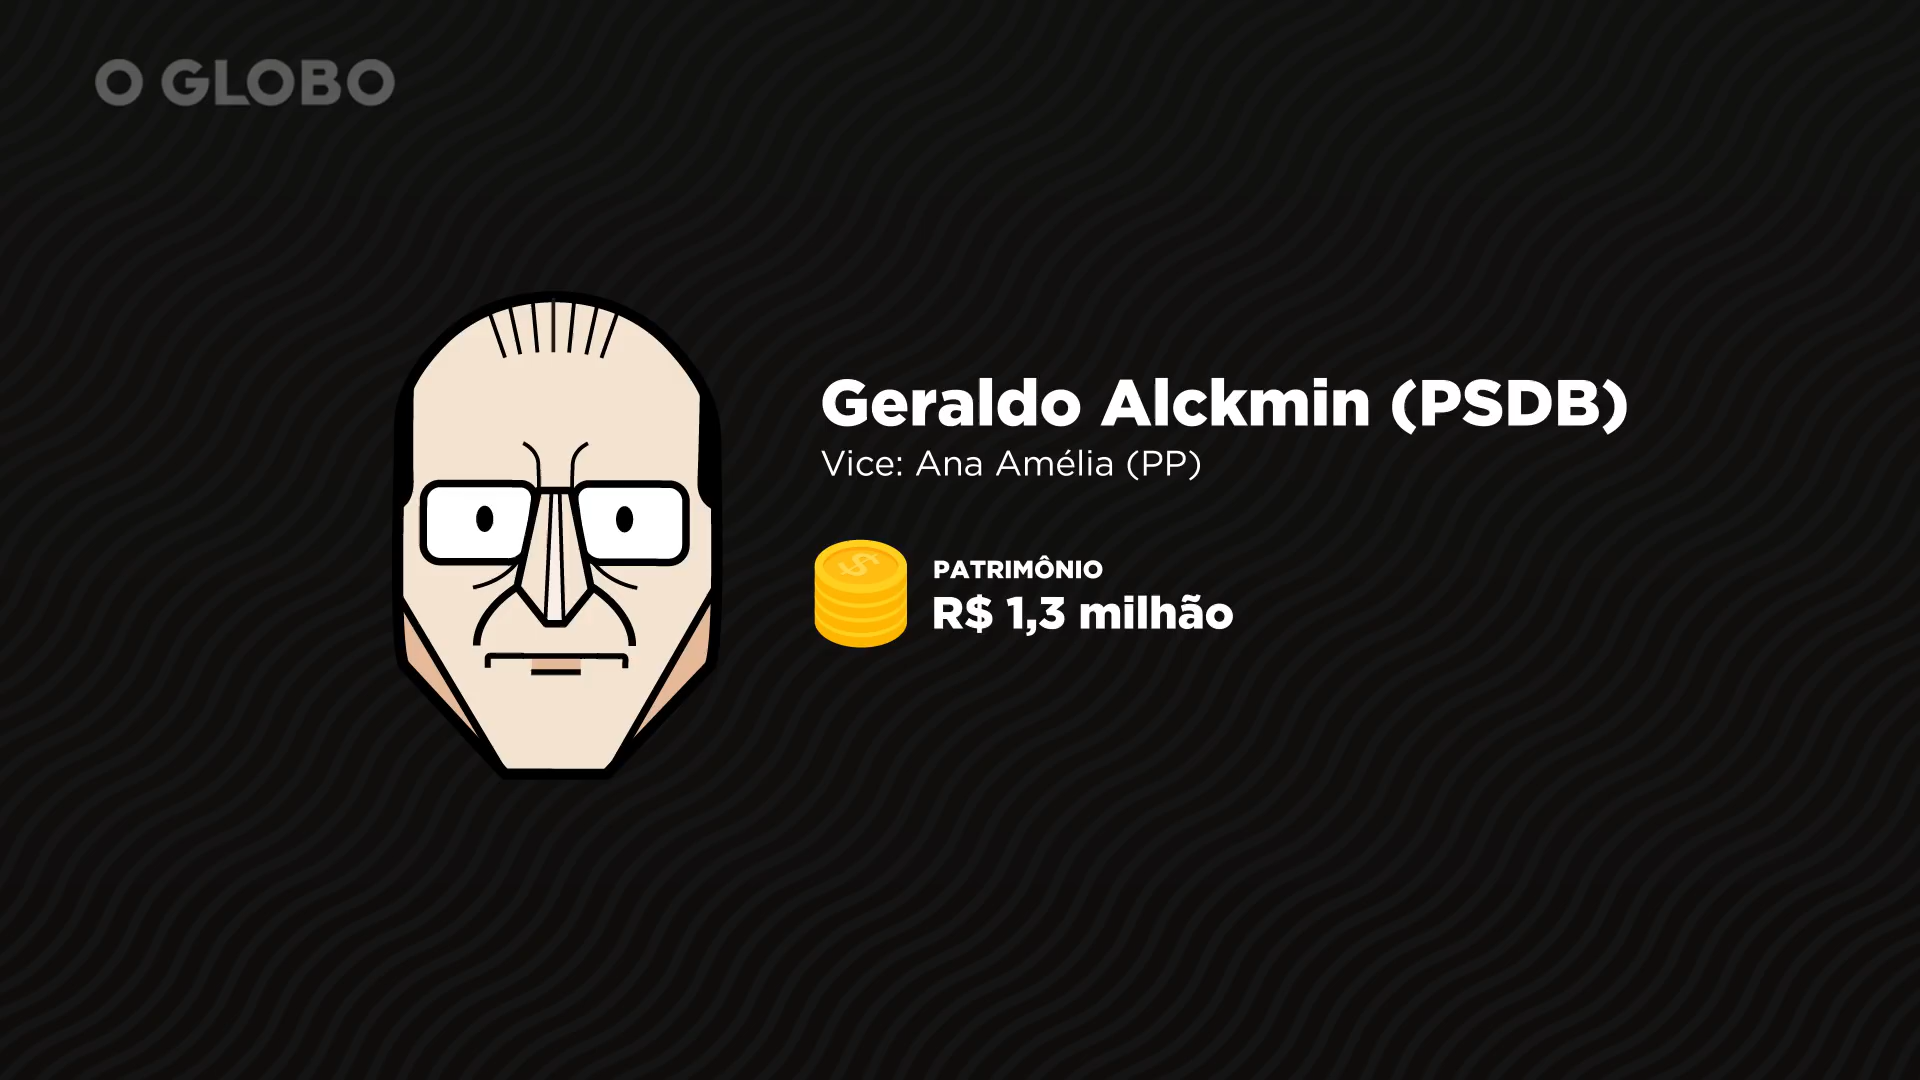 O GLOBO
Geraldo Alckmin (PSDB)
Vice: Ana Amélia (PP)
$
PATRIMÔNIO
R$ 1,3 milhão